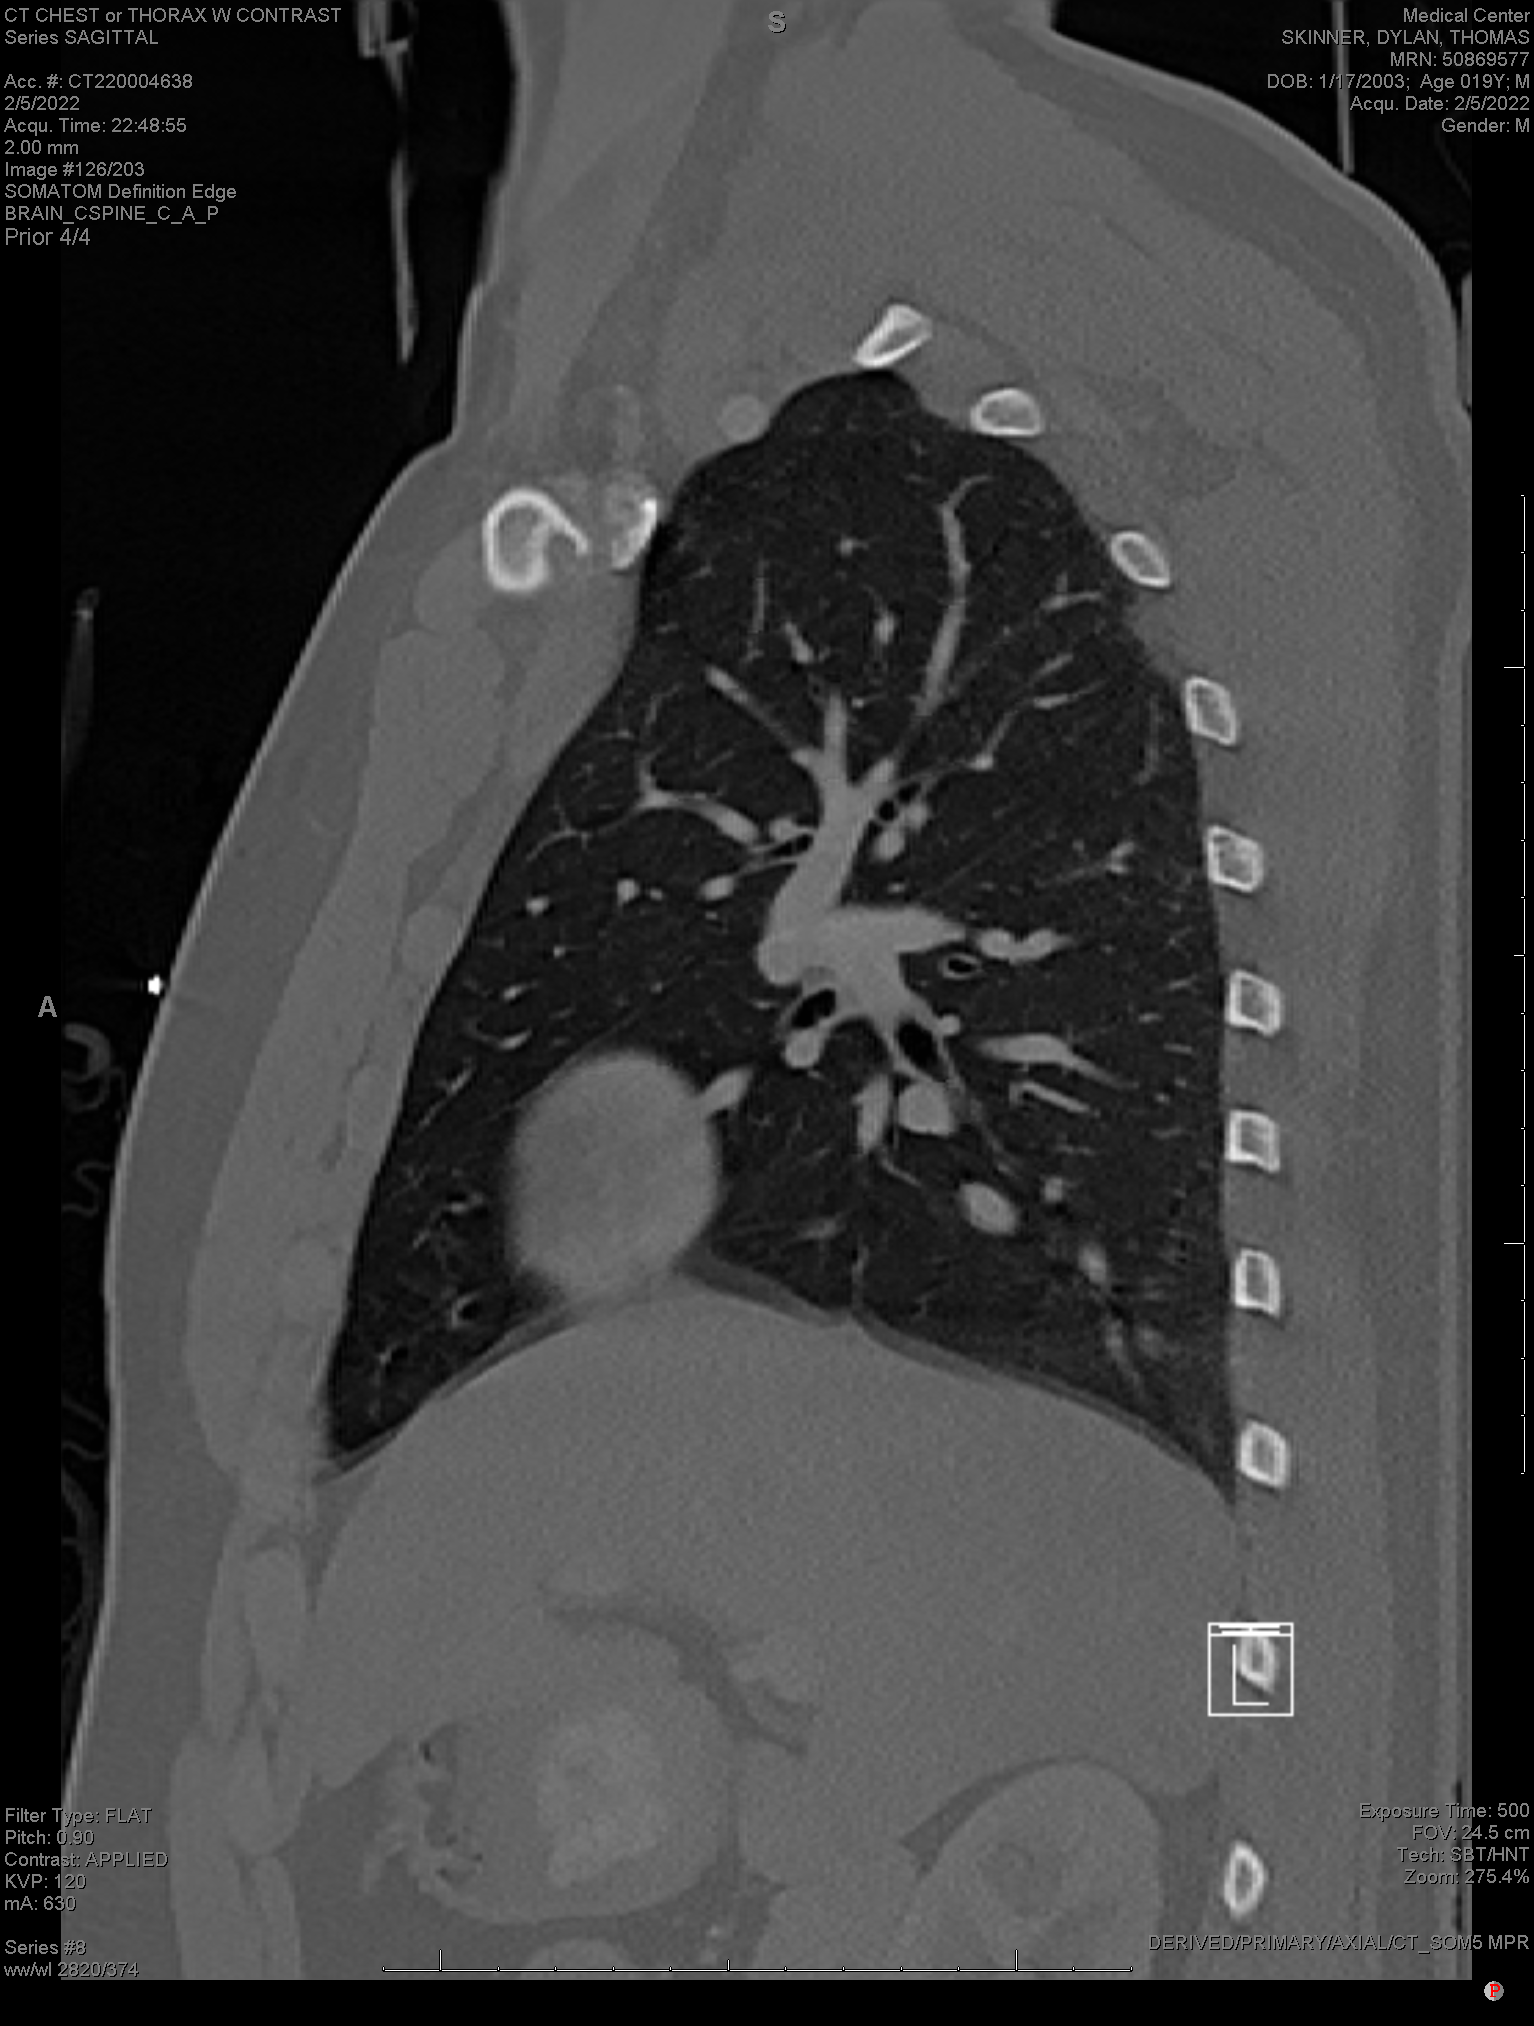 CT CHEST or THORAX W CONTRAST
Series SAGITTAL
Acc. #: CT220004638
2/5/2022
Acqu. Time: 22:48:55
2.00 mm
Image #126/203
SOMATOM Definition Edge
BRAIN_CSPINE_C_A_P
Prior 4/4
S
Medical Center
SKINNER, DYLAN, THOMAS
MRN: 50869577
DOB: 1/17/2003; Age 019Y; M
Acqu. Date: 2/5/2022
Gender: M
A
L
Filter Type: FLAT
Pitch: 0.90
Contrast: APPLIED
KVP: 120
mA: 630
Series #8
ww/wl 2820/374
Exposure Time: 500
FOV: 24.5 cm
Tech: SBT/HNT
Zoom: 275.4%
DERIVED/PRIMARY/AXIAL/CT_SOM5 MPR
P